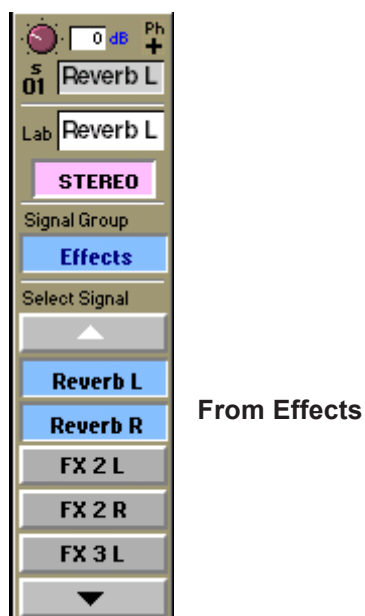 0 dB Ph +
S 01 Reverb L
Lab Reverb L
STEREO
Signal Group
Effects
Select Signal
Reverb L
Reverb R
From Effects
FX 2 L
FX 2 R
FX 3 L